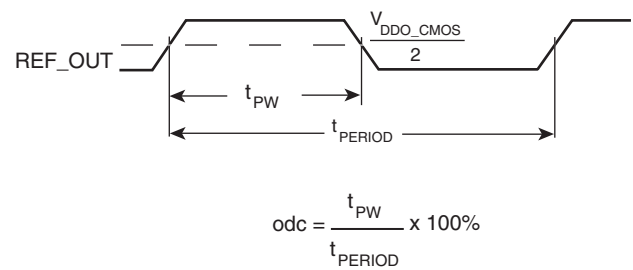 V_DDO_CMOS
2
REF_OUT
t_PW
t_PERIOD
odc = t_PW / t_PERIOD x 100%